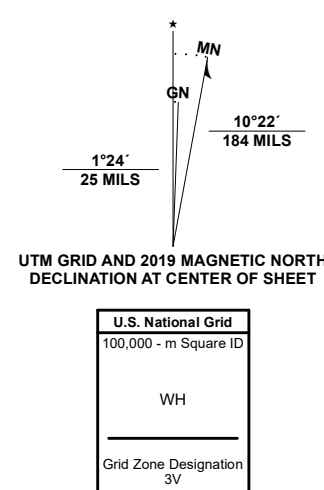 ★
MN
GN
10°22´
184 MILS
1°24´
25 MILS
UTM GRID AND 2019 MAGNETIC NORTH
DECLINATION AT CENTER OF SHEET
U.S. National Grid
100,000 - m Square ID
WH
Grid Zone Designation
3V